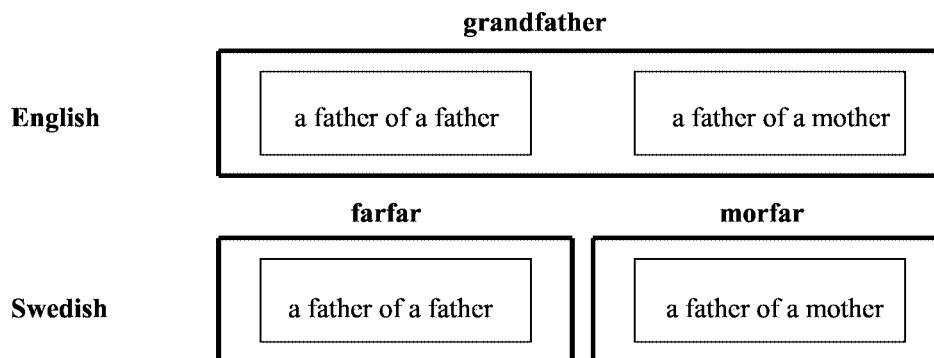 grandfather
English
a father of a father
a father of a mother
farfar
morfar
Swedish
a father of a father
a father of a mother